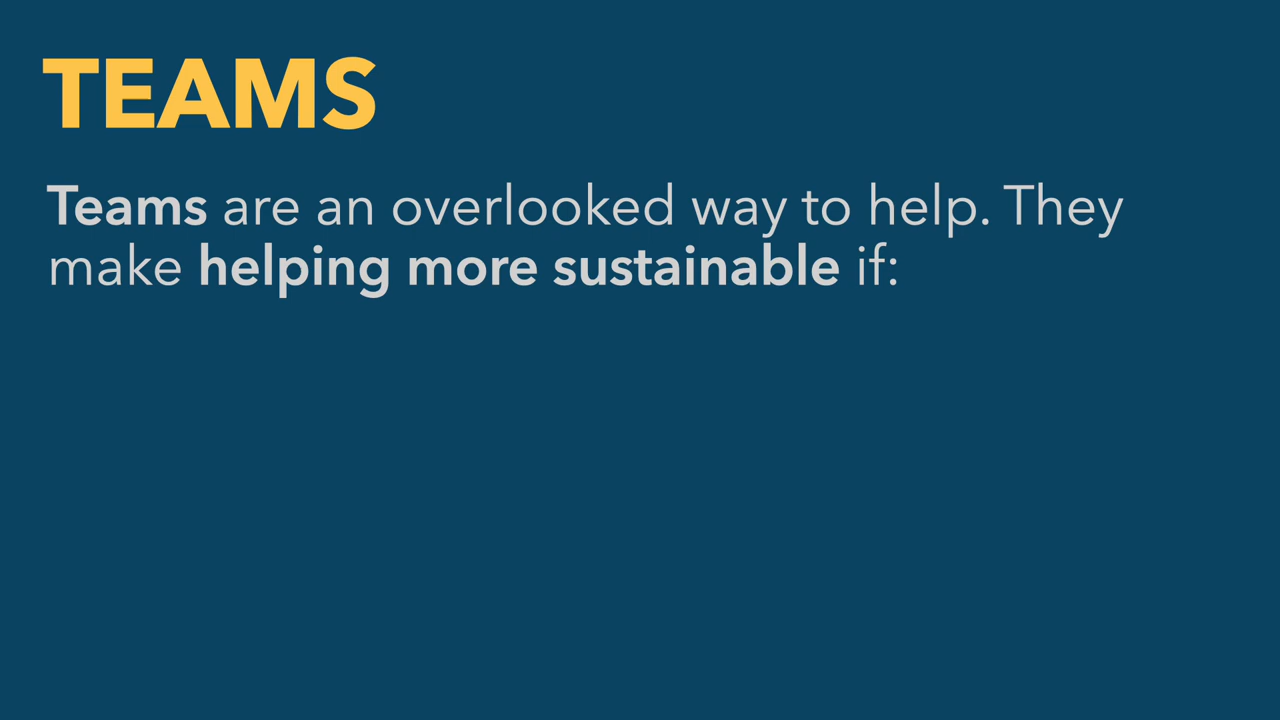 TEAMS
Teams are an overlooked way to help. They
make helping more sustainable if: